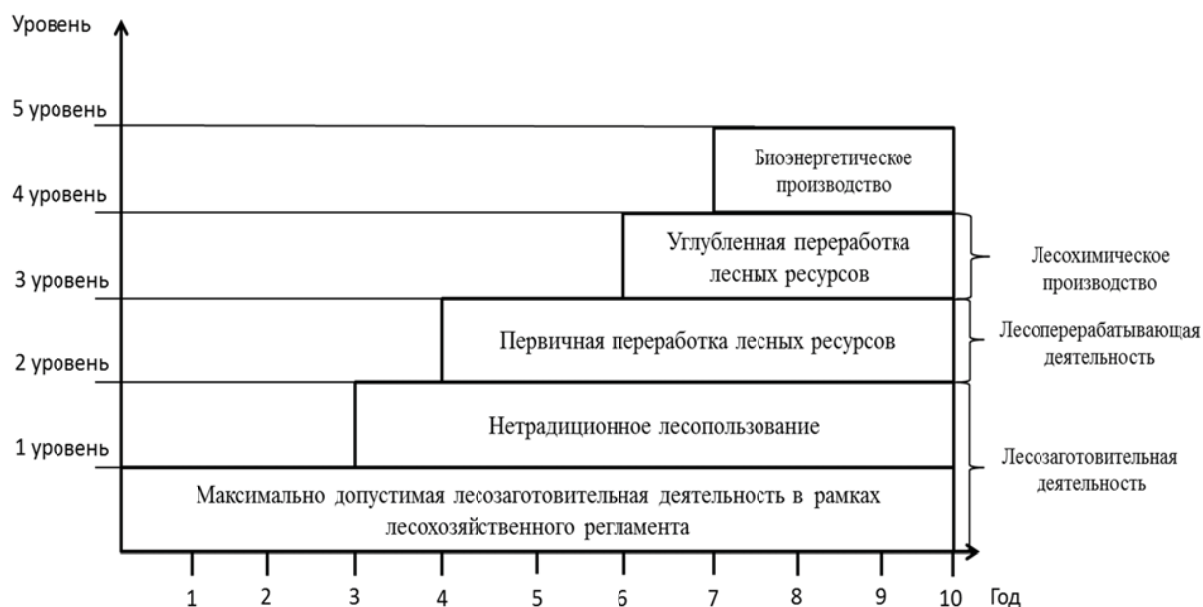 Уровень
5 уровень
Биоэнергетическое
производство
4 уровень
Углубленная переработка
лесных ресурсов
Лесохимическое
производство
3 уровень
Первичная переработка лесных ресурсов
Лесоперерабатывающая
деятельность
2 уровень
Нетрадиционное лесопользование
1 уровень
Лесозаготовительная
деятельность
Максимально допустимая лесозаготовительная деятельность в рамках
лесохозяйственного регламента
1 2 3 4 5 6 7 8 9 10 Год